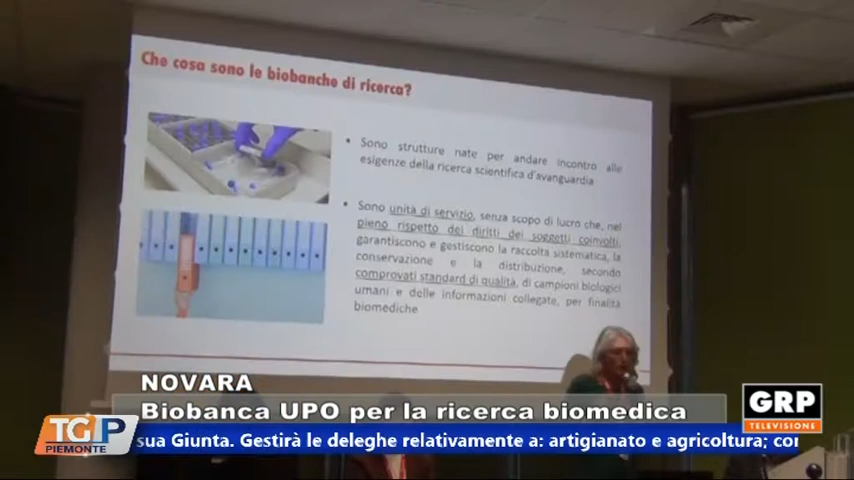 Che cosa sono le biobanche di ricerca?
• Sono strutture nate per andare incontro alle
esigenze della ricerca scientifica d'avanguardia
• Sono unità di servizio, senza scopo di lucro che, nel
pieno rispetto dei diritti dei soggetti coinvolti,
garantiscono e gestiscono la raccolta sistematica, la
conservazione e la distribuzione, secondo
comprovati standard di qualità, di campioni biologici
umani e delle informazioni collegate, per finalità
biomediche
NOVARA
Biobanca UPO per la ricerca biomedica
GRP
TELEVISIONE
TGP
PIEMONTE
sua Giunta. Gestirà le deleghe relativamente a: artigianato e agricoltura; con